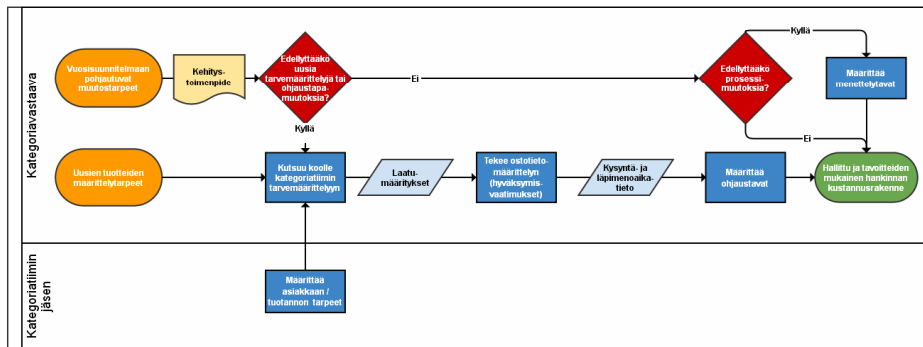 Kategoriavastaava
Vuosisuunnitelmaan
pohjautuvat
muutostarpeet
Kehitys-
toimenpide
Edellyttääkö
uusia
tarvemäärittelyjä tai
ohjaustapa-
muutoksia?
Ei
Kyllä
Edellyttääkö
prosessi-
muutoksia?
Kyllä
Ei
Määrittää
menettelytavat
Uusien tuotteiden
määrittelytarpeet
Kutsuu koolle
kategoriatiimin
tarvemäärittelyyn
Laatu-
määritykset
Tekee ostotieto-
määrittelyn
(hyväksymis-
vaatimukset)
Kysyntä- ja
läpimenoaika-
tieto
Määrittää
ohjaustavat
Hallittu ja tavoitteiden
mukainen hankinnan
kustannusrakenne
Kategoriatiimin
jäsen
Määrittää
asiakkaan /
tuotannon tarpeet